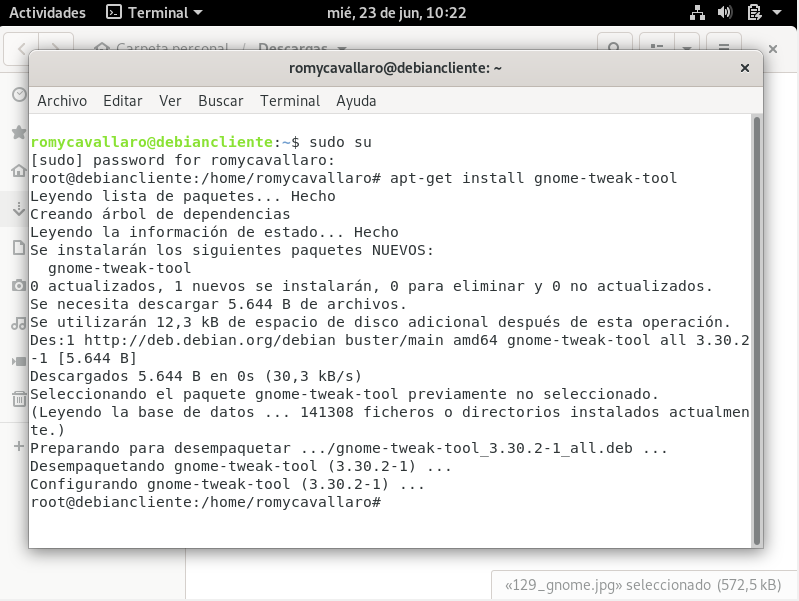 Actividades Terminal mié, 23 de jun, 10:22
Carpeta personal / Descargas
romycavallaro@debiancliente: ~
Archivo Editar Ver Buscar Terminal Ayuda
romycavallaro@debiancliente:~$ sudo su
[sudo] password for romycavallaro:
root@debiancliente:/home/romycavallaro# apt-get install gnome-tweak-tool
Leyendo lista de paquetes... Hecho
Creando árbol de dependencias
Leyendo la información de estado... Hecho
Se instalarán los siguientes paquetes NUEVOS:
gnome-tweak-tool
0 actualizados, 1 nuevos se instalarán, 0 para eliminar y 0 no actualizados.
Se necesita descargar 5.644 B de archivos.
Se utilizarán 12,3 kB de espacio de disco adicional después de esta operación.
Des:1 http://deb.debian.org/debian buster/main amd64 gnome-tweak-tool all 3.30.2
-1 [5.644 B]
Descargados 5.644 B en 0s (30,3 kB/s)
Seleccionando el paquete gnome-tweak-tool previamente no seleccionado.
(Leyendo la base de datos ... 141308 ficheros o directorios instalados actualmen
te.)
Preparando para desempaquetar .../gnome-tweak-tool_3.30.2-1_all.deb ...
Desempaquetando gnome-tweak-tool (3.30.2-1) ...
Configurando gnome-tweak-tool (3.30.2-1) ...
root@debiancliente:/home/romycavallaro#
«129_gnome.jpg» seleccionado (572,5 kB)